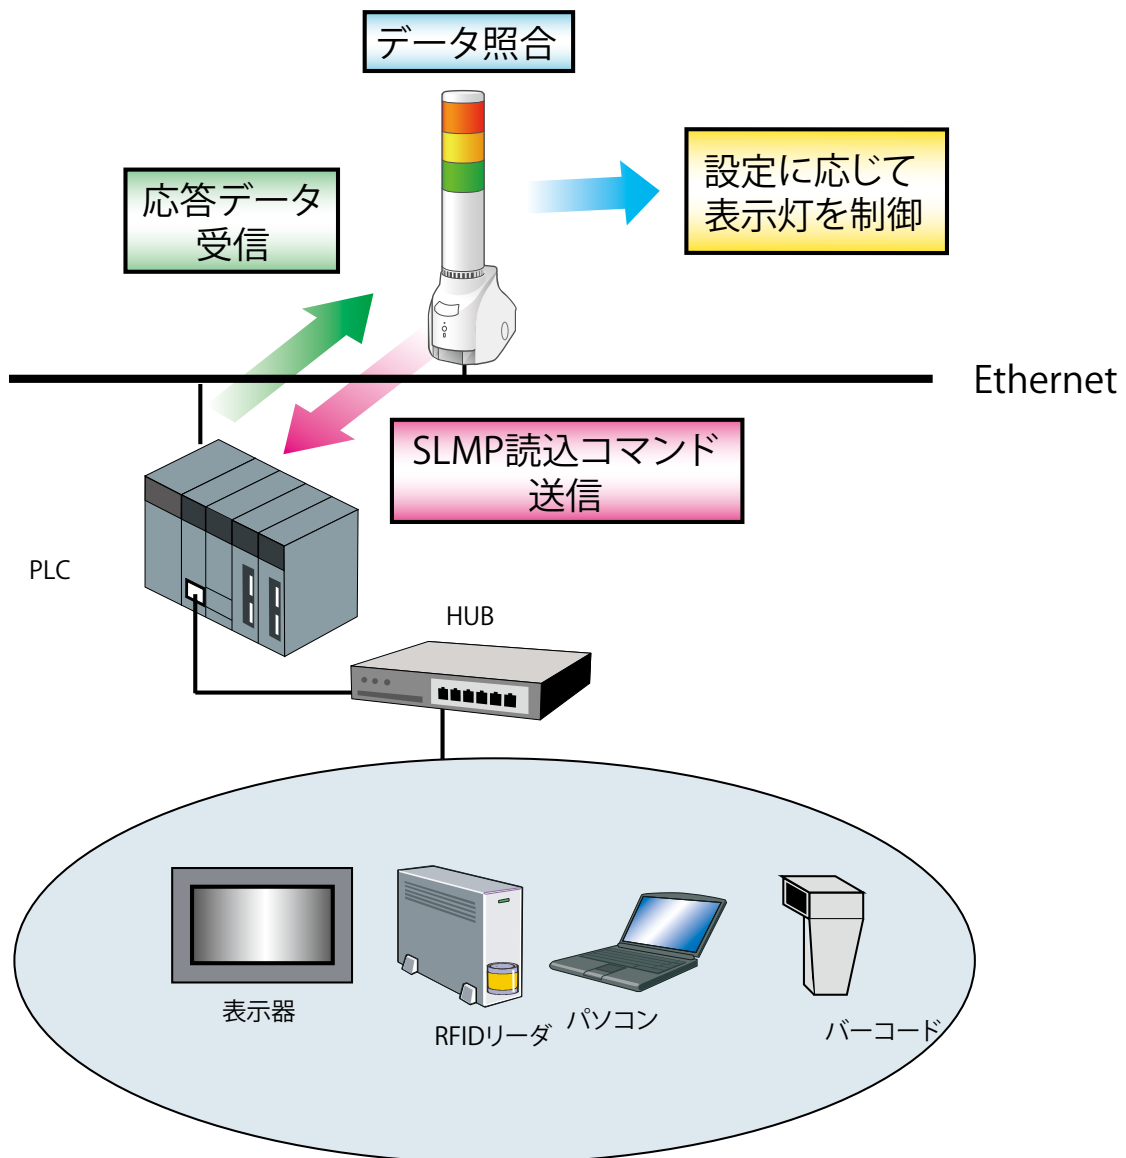 データ照合
設定に応じて
表示灯を制御
応答データ
受信
Ethernet
SLMP読込コマンド
送信
PLC
HUB
表示器
RFIDリーダ
パソコン
バーコード